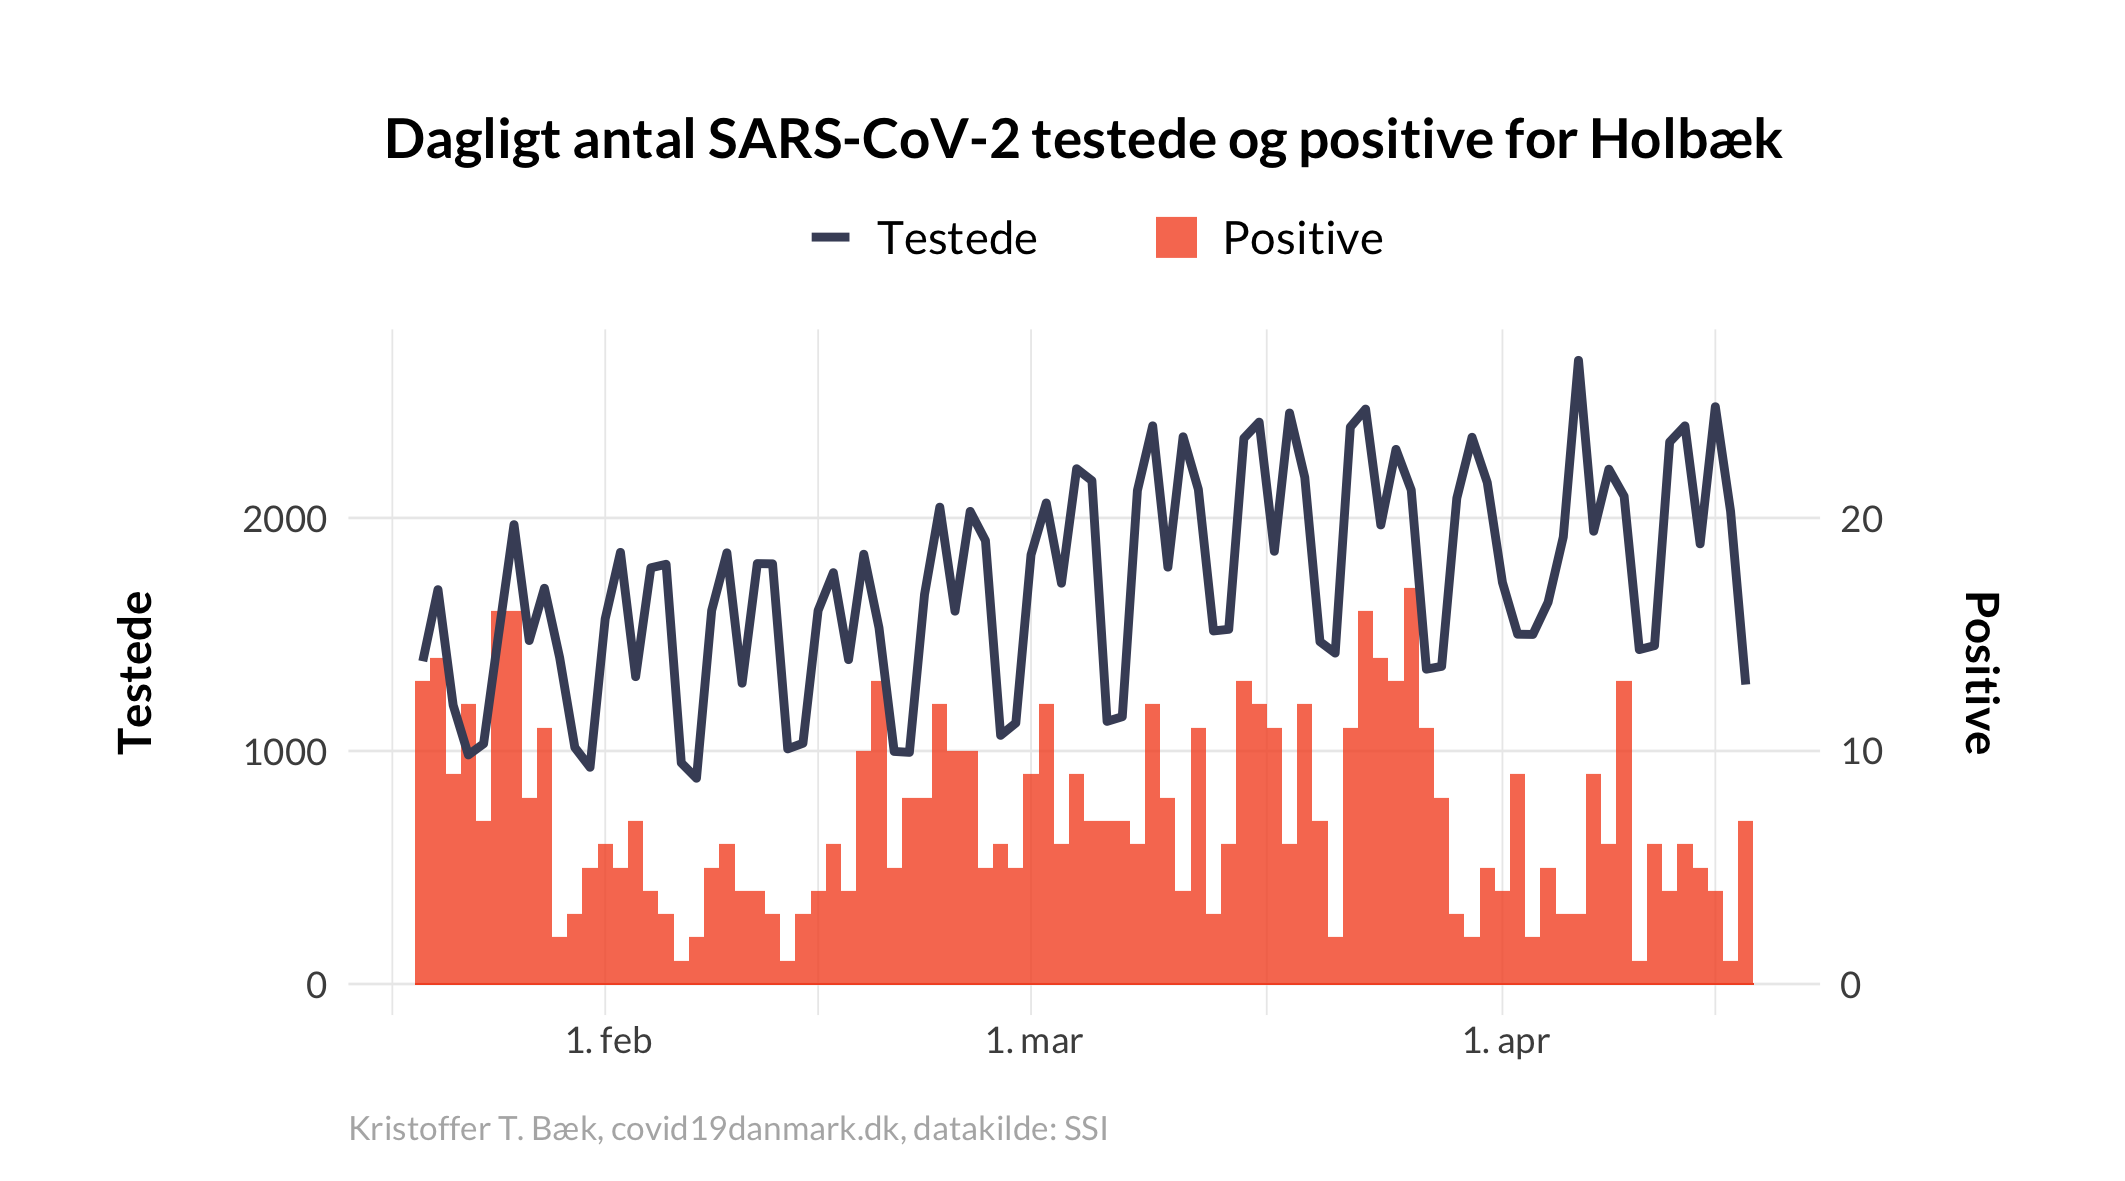 Dagligt antal SARS-CoV-2 testede og positive for Holbæk
Testede
Positive
Testede
2000
1000
0
20
10
0
Positive
1. feb
1. mar
1. apr
Kristoffer T. Bæk, covid19danmark.dk, datakilde: SSI